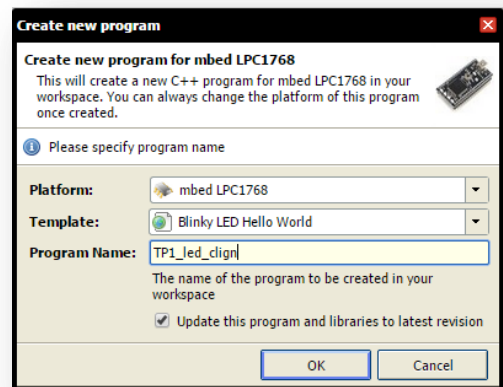 Create new program
Create new program for mbed LPC1768
This will create a new C++ program for mbed LPC1768 in your
workspace. You can always change the platform of this program
once created.
Please specify program name
Platform: mbed LPC1768
Template: Blinky LED Hello World
Program Name: TP1_led_clign
The name of the program to be created in your
workspace
Update this program and libraries to latest revision
OK Cancel